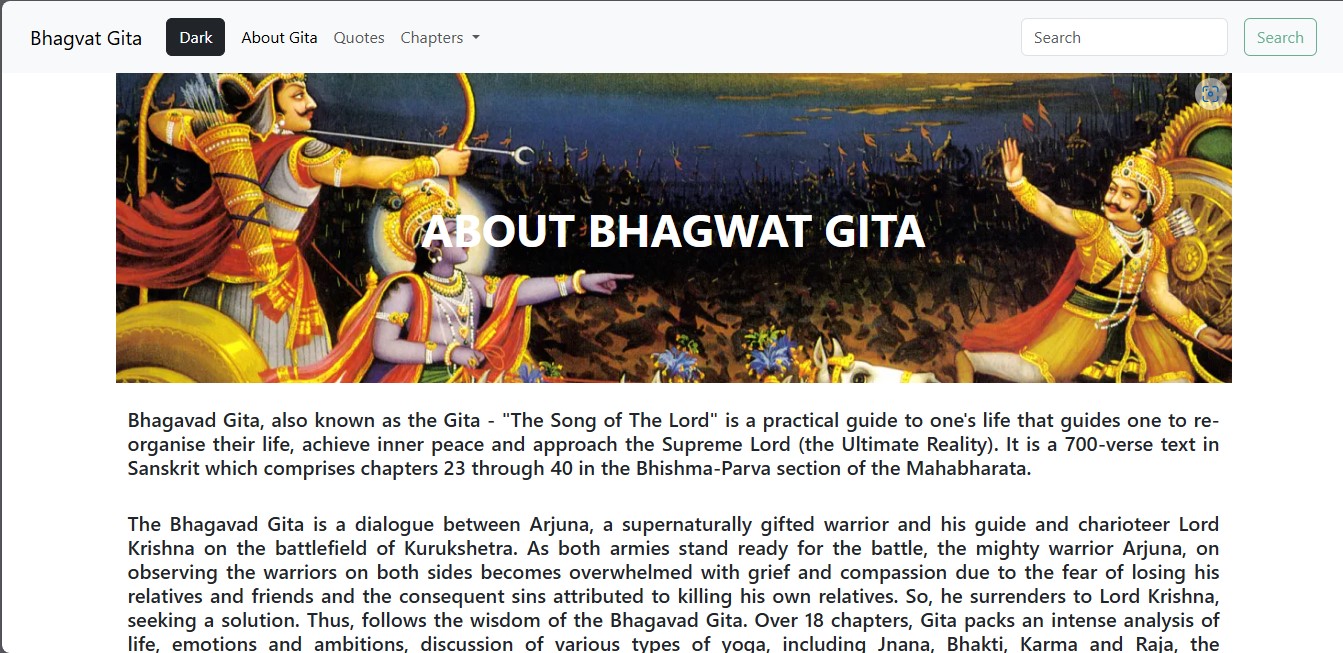 Bhagvat Gita Dark About Gita Quotes Chapters Search Search
ABOUT BHAGWAT GITA
Bhagavad Gita, also known as the Gita - "The Song of The Lord" is a practical guide to one's life that guides one to re-
organise their life, achieve inner peace and approach the Supreme Lord (the Ultimate Reality). It is a 700-verse text in
Sanskrit which comprises chapters 23 through 40 in the Bhishma-Parva section of the Mahabharata.
The Bhagavad Gita is a dialogue between Arjuna, a supernaturally gifted warrior and his guide and charioteer Lord
Krishna on the battlefield of Kurukshetra. As both armies stand ready for the battle, the mighty warrior Arjuna, on
observing the warriors on both sides becomes overwhelmed with grief and compassion due to the fear of losing his
relatives and friends and the consequent sins attributed to killing his own relatives. So, he surrenders to Lord Krishna,
seeking a solution. Thus, follows the wisdom of the Bhagavad Gita. Over 18 chapters, Gita packs an intense analysis of
life, emotions and ambitions, discussion of various types of yoga, including Jnana, Bhakti, Karma and Raja, the